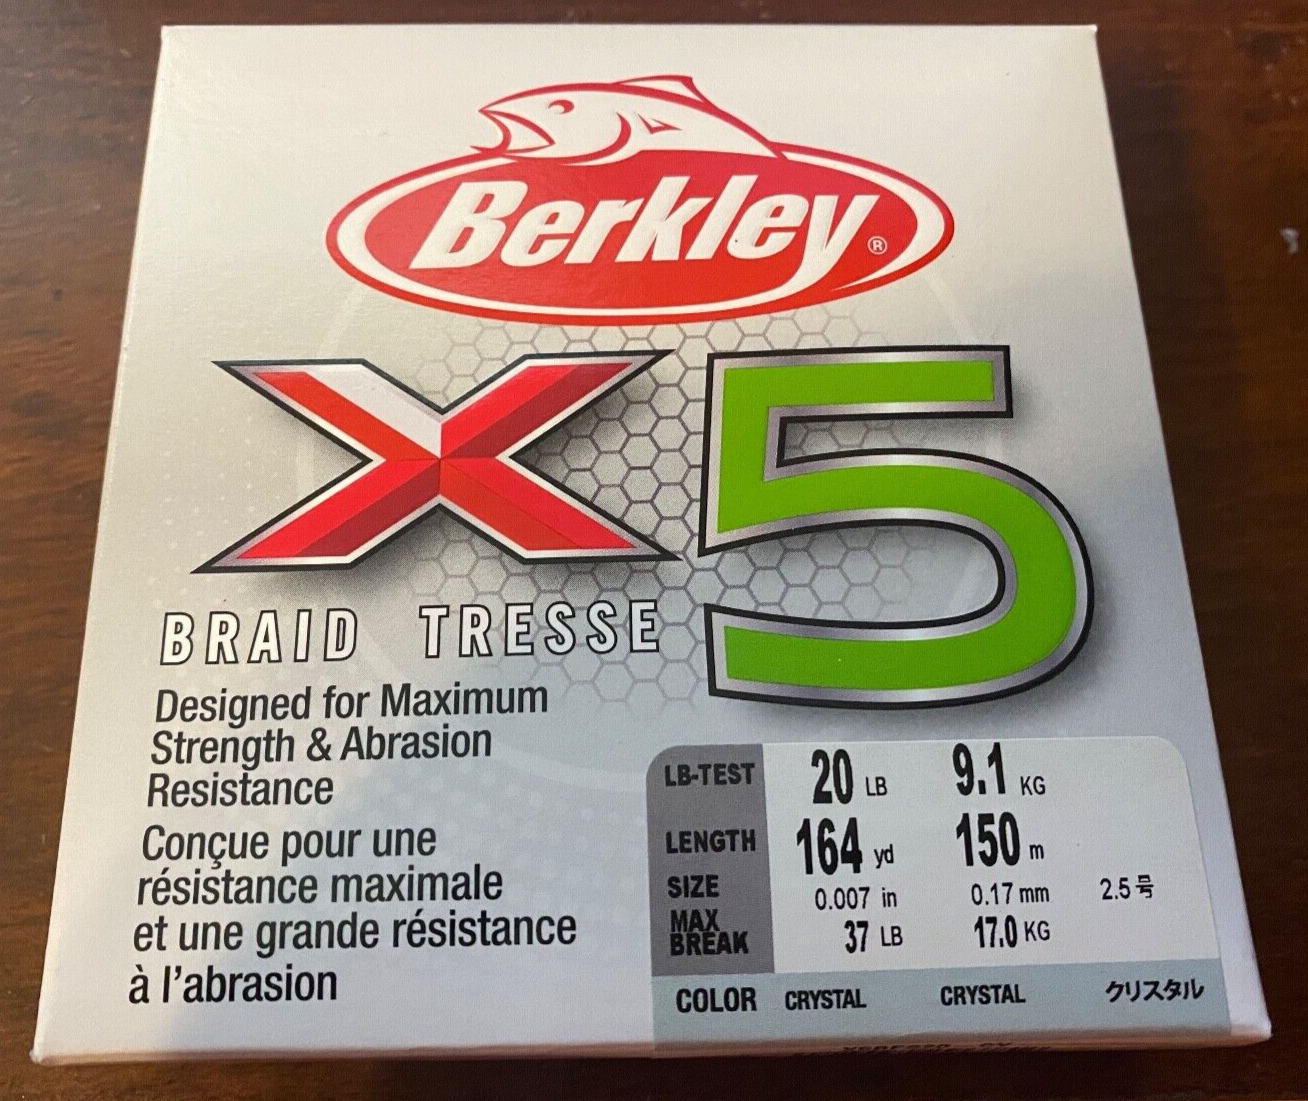 Berkley®
X5
BRAID TRESSE
Designed for Maximum
Strength & Abrasion
Resistance
Conçue pour une
résistance maximale
et une grande résistance
à l'abrasion
LB-TEST 20 LB 9.1 KG
LENGTH 164 yd 150 m
SIZE 0.007 in 0.17 mm 2.5号
MAX
BREAK 37 LB 17.0 KG
COLOR CRYSTAL CRYSTAL クリスタル